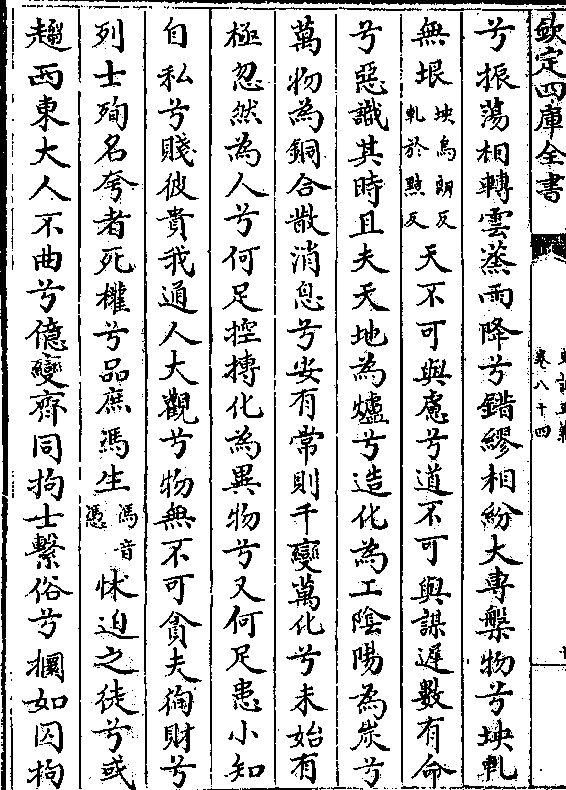 欽定四庫全書
卷八十四
兮振蕩相轉雲蒸雨降兮錯繆相紛大專槃物兮坱軋
無垠坱烏朗反軋於㸃反天不可與慮兮道不可與謀遲數有命
兮惡識其時且夫天地為爐兮造化為工隂陽為炭兮
萬物為銅合散消息兮安有常則千變萬化兮未始有
極忽然為人兮何足控摶化為異物兮又何足患小知
自私兮賤彼貴我通人大觀兮物無不可貪夫徇財兮
列士殉名夸者死權兮品庶馮生馮音憑怵迫之徒兮或
趨西東大人不曲兮億變齊同拘士繫俗兮㩜如囚拘